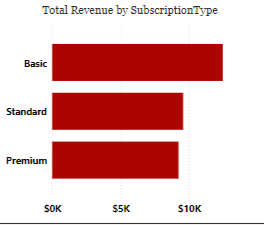 Total Revenue by SubscriptionType
Basic
Standard
Premium
$0K $5K $10K